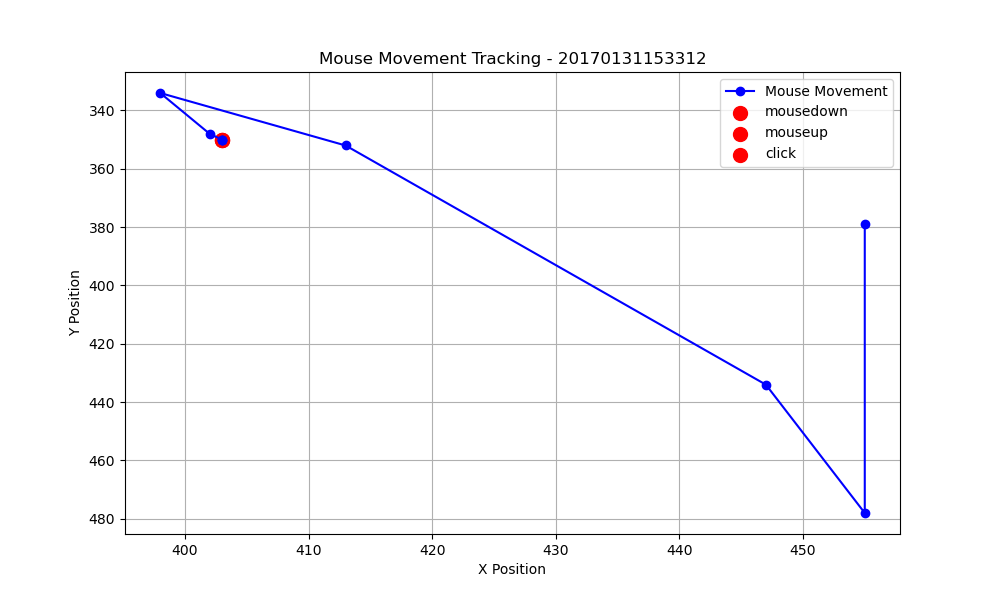 Mouse Movement Tracking - 20170131153312
Mouse Movement
mousedown
mouseup
click
340
360
380
400
420
440
460
480
Y Position
400 410 420 430 440 450
X Position